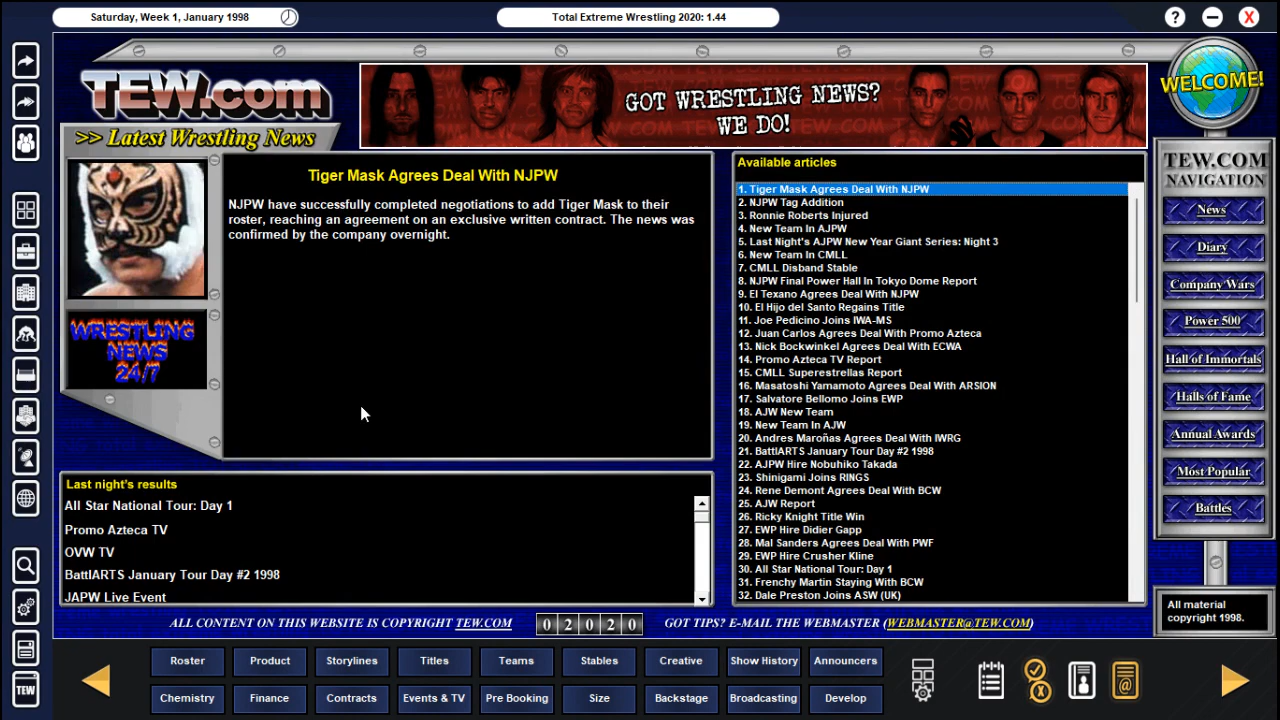 Saturday, Week 1, January 1998
Total Extreme Wrestling 2020: 1.44
?
X
TEW.com
>> Latest Wrestling News
GOT WRESTLING NEWS?
WE DO!
WELCOME!
Tiger Mask Agrees Deal With NJPW
NJPW have successfully completed negotiations to add Tiger Mask to their
roster, reaching an agreement on an exclusive written contract. The news was
confirmed by the company overnight.
WRESTLING
NEWS
24/7
Last night's results
All Star National Tour: Day 1
Promo Azteca TV
OVW TV
BattlARTS January Tour Day #2 1998
JAPW Live Event
Available articles
1. Tiger Mask Agrees Deal With NJPW
2. NJPW Tag Addition
3. Ronnie Roberts Injured
4. New Team In AJPW
5. Last Night's AJPW New Year Giant Series: Night 3
6. New Team In CMLL
7. CMLL Disband Stable
8. NJPW Final Power Hall In Tokyo Dome Report
9. El Texano Agrees Deal With NJPW
10. El Hijo del Santo Regains Title
11. Joe Pedicino Joins IWA-MS
12. Juan Carlos Agrees Deal With Promo Azteca
13. Nick Bockwinkel Agrees Deal With ECWA
14. Promo Azteca TV Report
15. CMLL Superestrellas Report
16. Masatoshi Yamamoto Agrees Deal With ARSION
17. Salvatore Bellomo Joins EWP
18. AJW New Team
19. New Team In AJW
20. Andres Maroñas Agrees Deal With IWRG
21. BattlARTS January Tour Day #2 1998
22. AJPW Hire Nobuhiko Takada
23. Shinigami Joins RINGS
24. Rene Demont Agrees Deal With BCW
25. AJW Report
26. Ricky Knight Title Win
27. EWP Hire Didier Gapp
28. Mal Sanders Agrees Deal With PWF
29. EWP Hire Crusher Kline
30. All Star National Tour: Day 1
31. Frenchy Martin Staying With BCW
32. Dale Preston Joins ASW (UK)
TEW.COM
NAVIGATION
News
Diary
Company Wars
Power 500
Hall of Immortals
Halls of Fame
Annual Awards
Most Popular
Battles
All material
copyright 1998.
ALL CONTENT ON THIS WEBSITE IS COPYRIGHT TEW.COM
02020
GOT TIPS? E-MAIL THE WEBMASTER (WEBMASTER@TEW.COM)
Roster
Product
Storylines
Titles
Teams
Stables
Creative
Show History
Announcers
Chemistry
Finance
Contracts
Events & TV
Pre Booking
Size
Backstage
Broadcasting
Develop
TEW